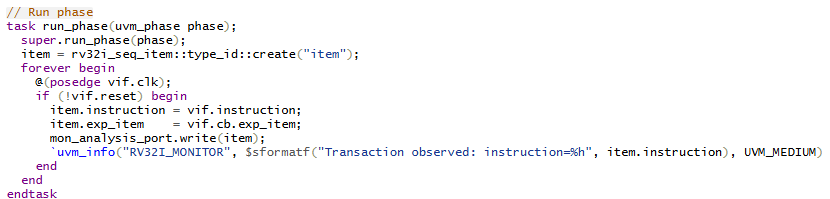 // Run phase
task run_phase(uvm_phase phase);
  super.run_phase(phase);
  item = rv32i_seq_item::type_id::create("item");
  forever begin
    @(posedge vif.clk);
    if (!vif.reset) begin
      item.instruction = vif.instruction;
      item.exp_item    = vif.cb.exp_item;
      mon_analysis_port.write(item);
      `uvm_info("RV32I_MONITOR", $sformatf("Transaction observed: instruction=%h", item.instruction), UVM_MEDIUM)
    end
  end
endtask